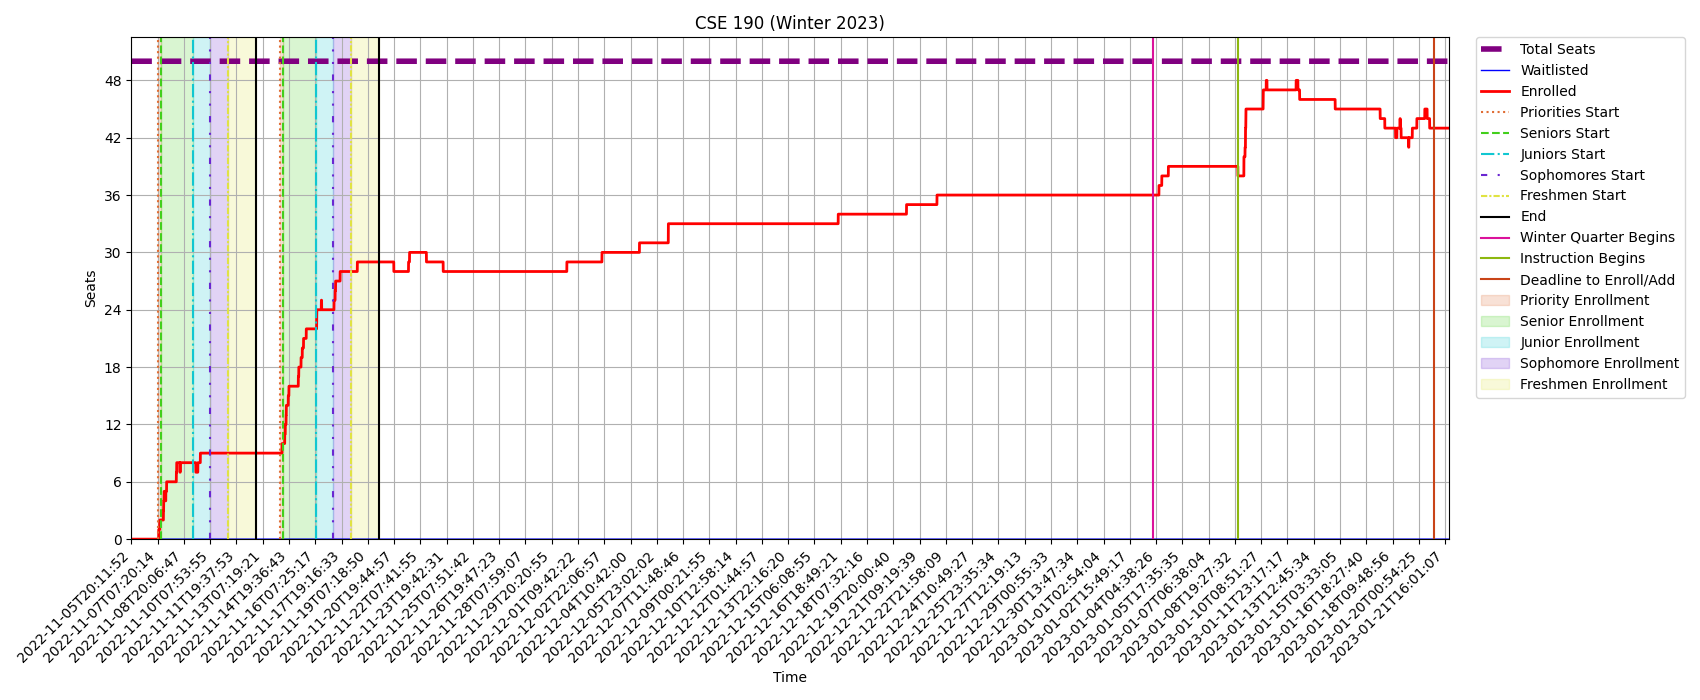 CSE 190 (Winter 2023)
Total Seats
Waitlisted
Enrolled
Priorities Start
Seniors Start
Juniors Start
Sophomores Start
Freshmen Start
End
Winter Quarter Begins
Instruction Begins
Deadline to Enroll/Add
Priority Enrollment
Senior Enrollment
Junior Enrollment
Sophomore Enrollment
Freshmen Enrollment
Seats
48
42
36
30
24
18
12
6
0
2022-11-05T20:11:52
2022-11-07T07:20:14
2022-11-08T20:06:47
2022-11-10T07:53:55
2022-11-11T19:37:53
2022-11-13T07:19:21
2022-11-14T19:36:43
2022-11-16T07:25:17
2022-11-17T19:16:33
2022-11-19T07:18:50
2022-11-20T19:44:57
2022-11-22T07:41:55
2022-11-23T19:42:31
2022-11-25T07:51:42
2022-11-26T19:47:23
2022-11-28T07:59:07
2022-11-29T20:20:55
2022-12-01T09:42:22
2022-12-02T22:06:57
2022-12-04T10:42:00
2022-12-05T23:02:02
2022-12-07T11:48:46
2022-12-09T00:21:55
2022-12-10T12:58:14
2022-12-12T01:44:57
2022-12-13T22:16:20
2022-12-15T06:08:55
2022-12-16T18:49:21
2022-12-18T07:32:16
2022-12-19T20:00:40
2022-12-21T09:19:39
2022-12-22T21:58:09
2022-12-24T10:49:27
2022-12-25T23:35:34
2022-12-27T12:19:13
2022-12-29T00:55:33
2022-12-30T13:47:34
2023-01-01T02:54:04
2023-01-02T15:49:17
2023-01-04T04:38:26
2023-01-05T17:35:35
2023-01-07T06:38:04
2023-01-08T19:27:32
2023-01-10T08:51:27
2023-01-11T23:17:17
2023-01-13T12:45:34
2023-01-15T03:33:05
2023-01-16T18:27:40
2023-01-18T09:48:56
2023-01-20T00:54:25
2023-01-21T16:01:07
Time